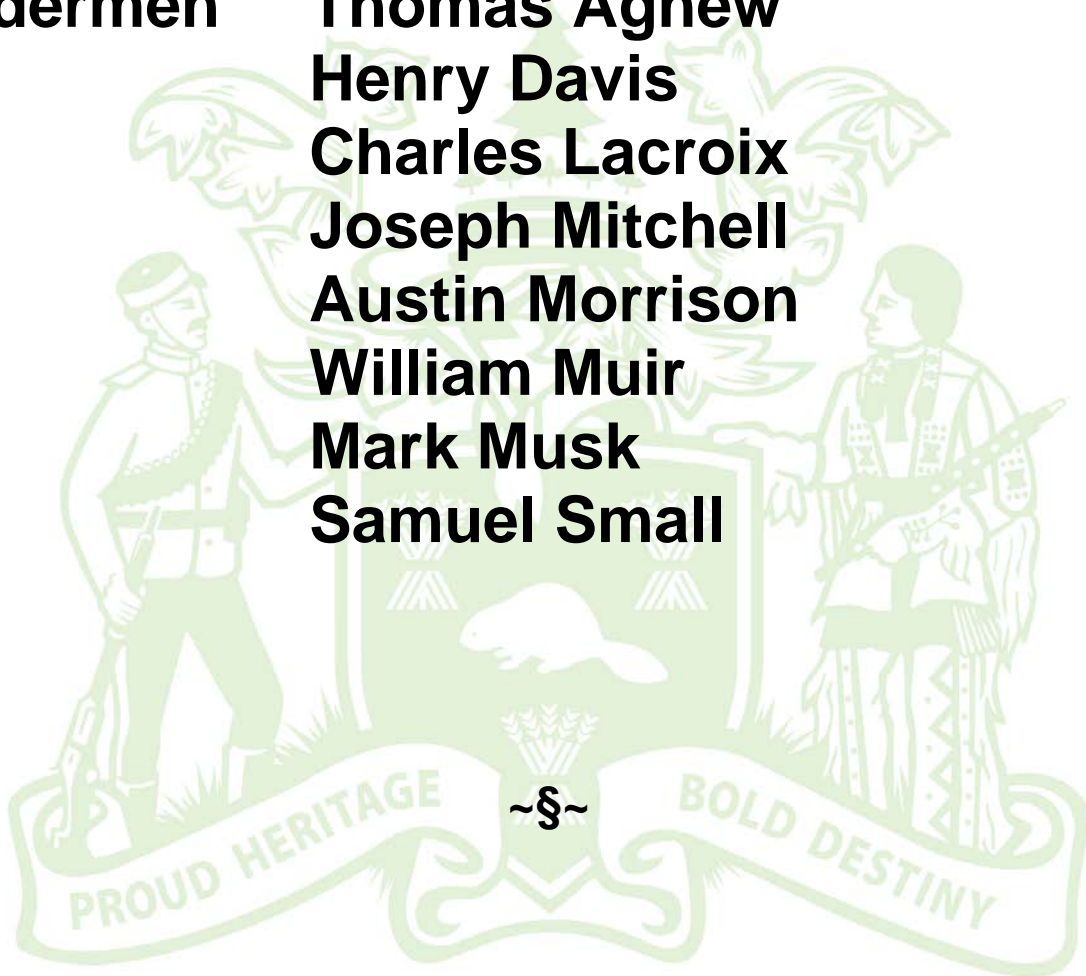 dermen Thomas Agnew
Henry Davis
Charles Lacroix
Joseph Mitchell
Austin Morrison
William Muir
Mark Musk
Samuel Small
~§~
PROUD HERITAGE BOLD DESTINY